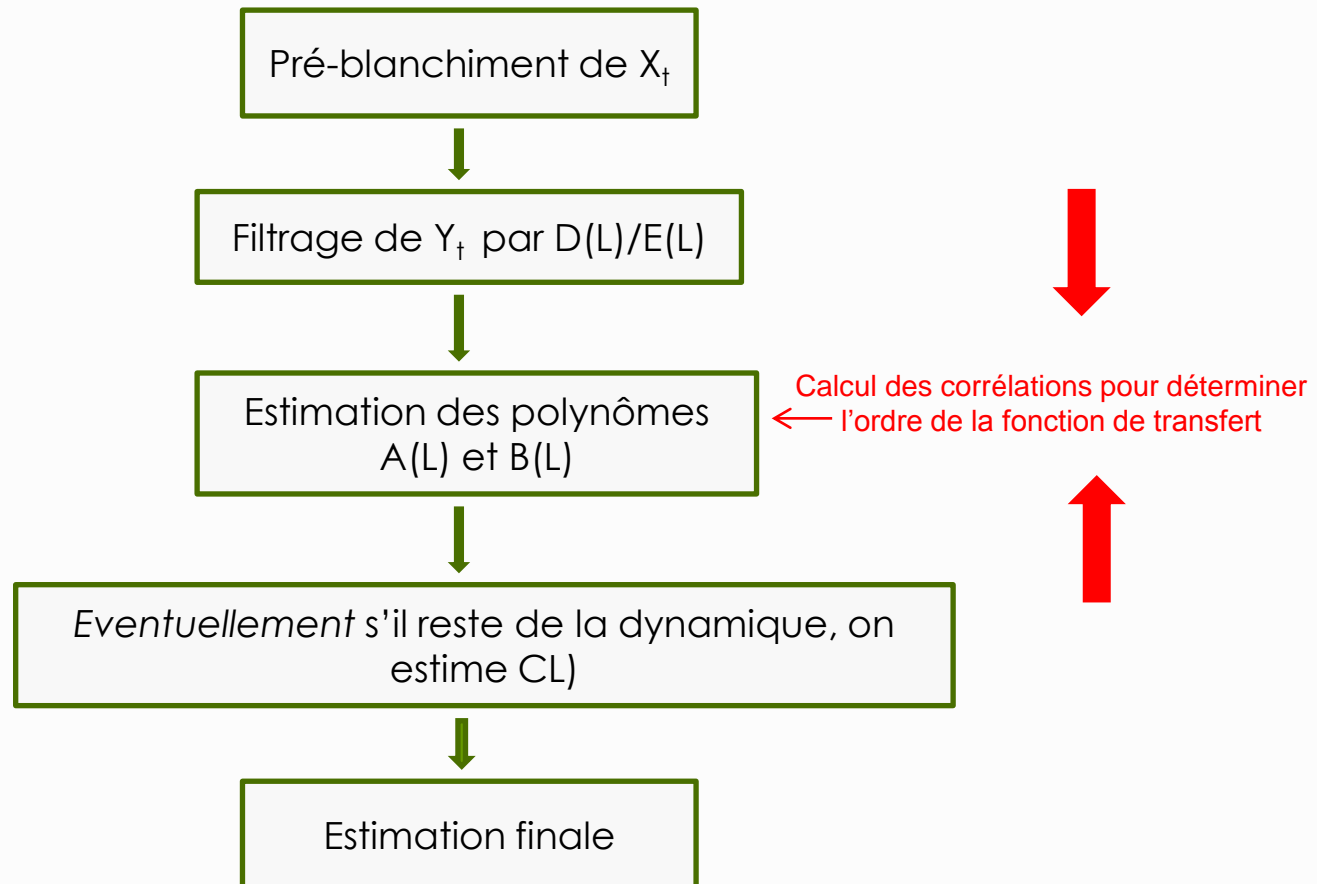 Pré-blanchiment de Xt
Filtrage de Yt par D(L)/E(L)
Estimation des polynômes
A(L) et B(L)
Calcul des corrélations pour déterminer
l'ordre de la fonction de transfert
Eventuellement s'il reste de la dynamique, on
estime CL)
Estimation finale